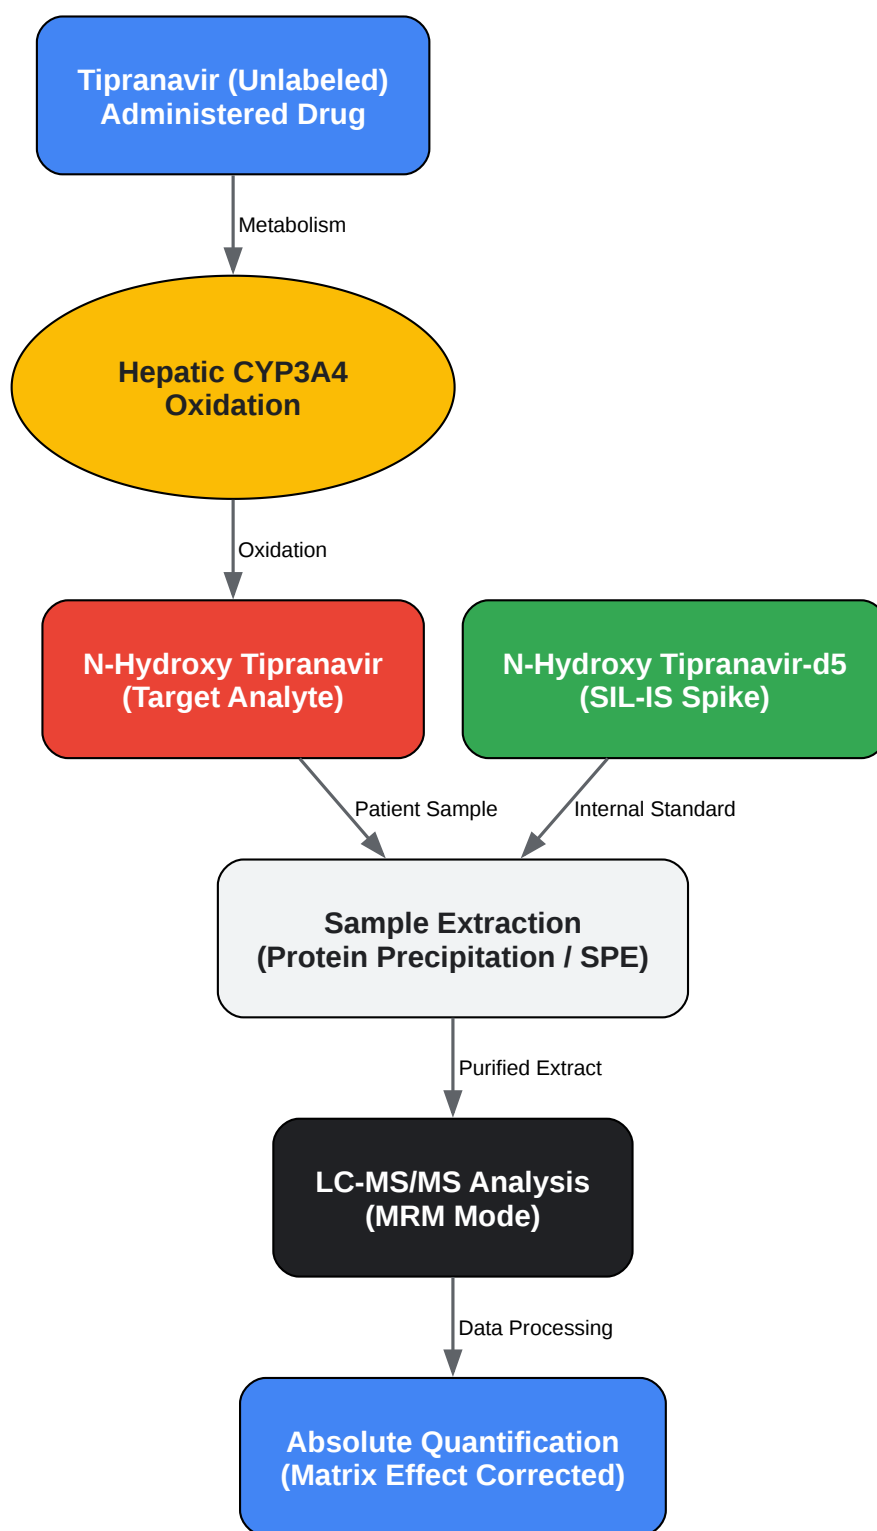 Tipranavir (Unlabeled)
Administered Drug
Metabolism
Hepatic CYP3A4
Oxidation
Oxidation
N-Hydroxy Tipranavir
(Target Analyte)
N-Hydroxy Tipranavir-d5
(SIL-IS Spike)
Patient Sample
Internal Standard
Sample Extraction
(Protein Precipitation / SPE)
Purified Extract
LC-MS/MS Analysis
(MRM Mode)
Data Processing
Absolute Quantification
(Matrix Effect Corrected)